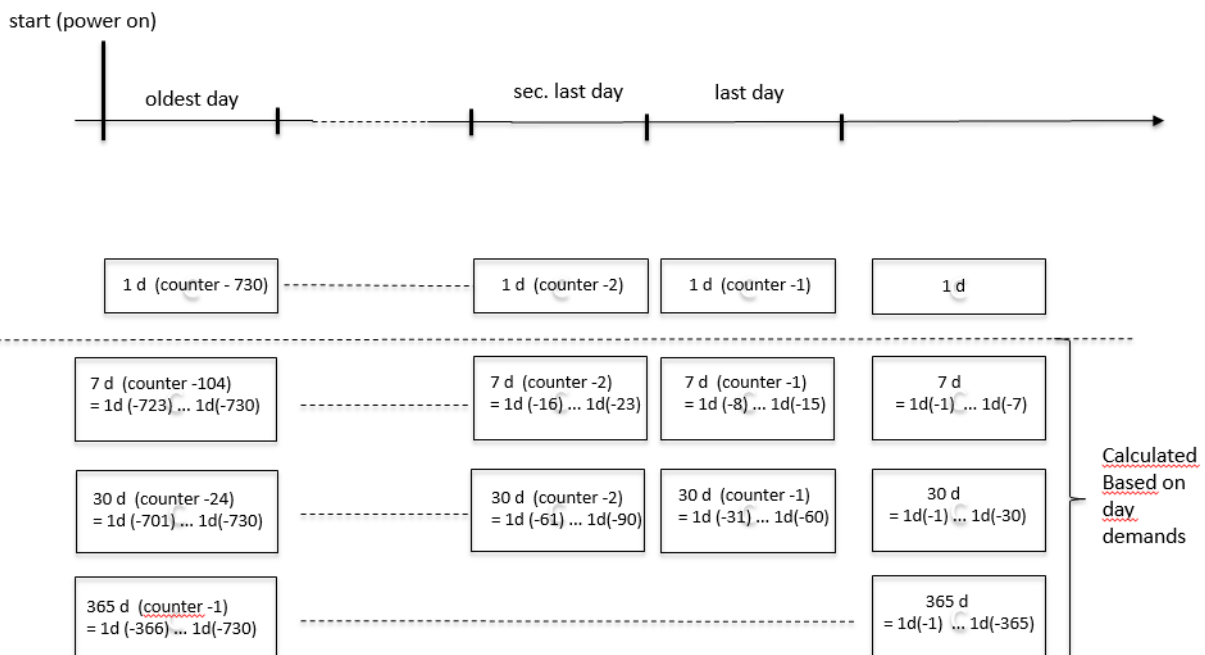 start (power on)
oldest day
sec. last day
last day
1 d (counter - 730)
1 d (counter -2)
1 d (counter -1)
1 d
7 d (counter -104)
= 1d (-723) ... 1d(-730)
7 d (counter -2)
= 1d (-16) ... 1d(-23)
7 d (counter -1)
= 1d (-8) ... 1d(-15)
7 d
= 1d(-1) ... 1d(-7)
30 d (counter -24)
= 1d (-701) ... 1d(-730)
30 d (counter -2)
= 1d (-61) ... 1d(-90)
30 d (counter -1)
= 1d (-31) ... 1d(-60)
30 d
= 1d(-1) ... 1d(-30)
365 d (counter -1)
= 1d (-366) ... 1d(-730)
365 d
= 1d(-1) ... 1d(-365)
Calculated
Based on
day
demands